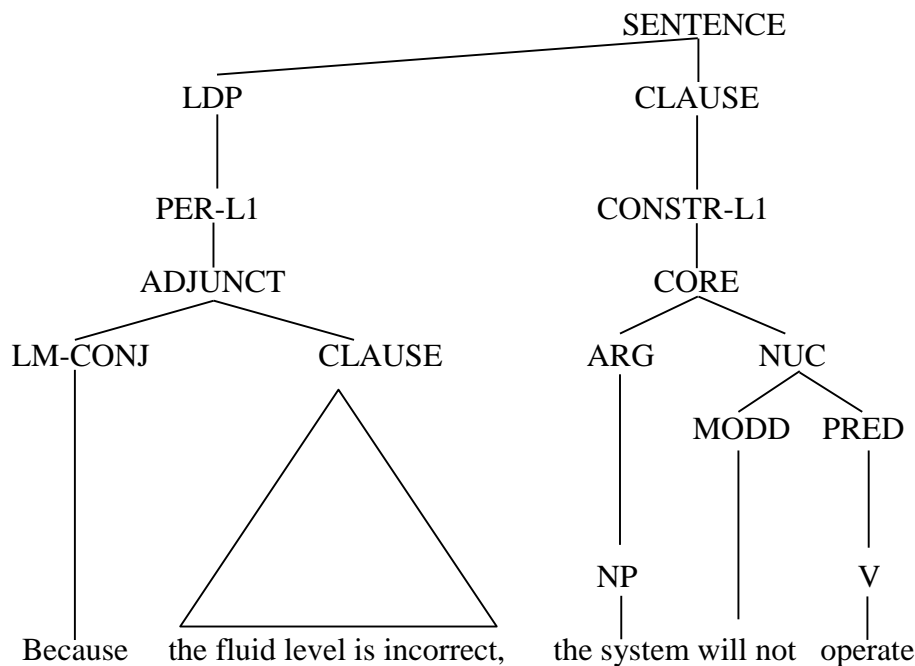 SENTENCE
LDP CLAUSE
PER-L1 CONSTR-L1
ADJUNCT CORE
LM-CONJ CLAUSE ARG NUC
MODD PRED
NP V
Because the fluid level is incorrect, the system will not operate